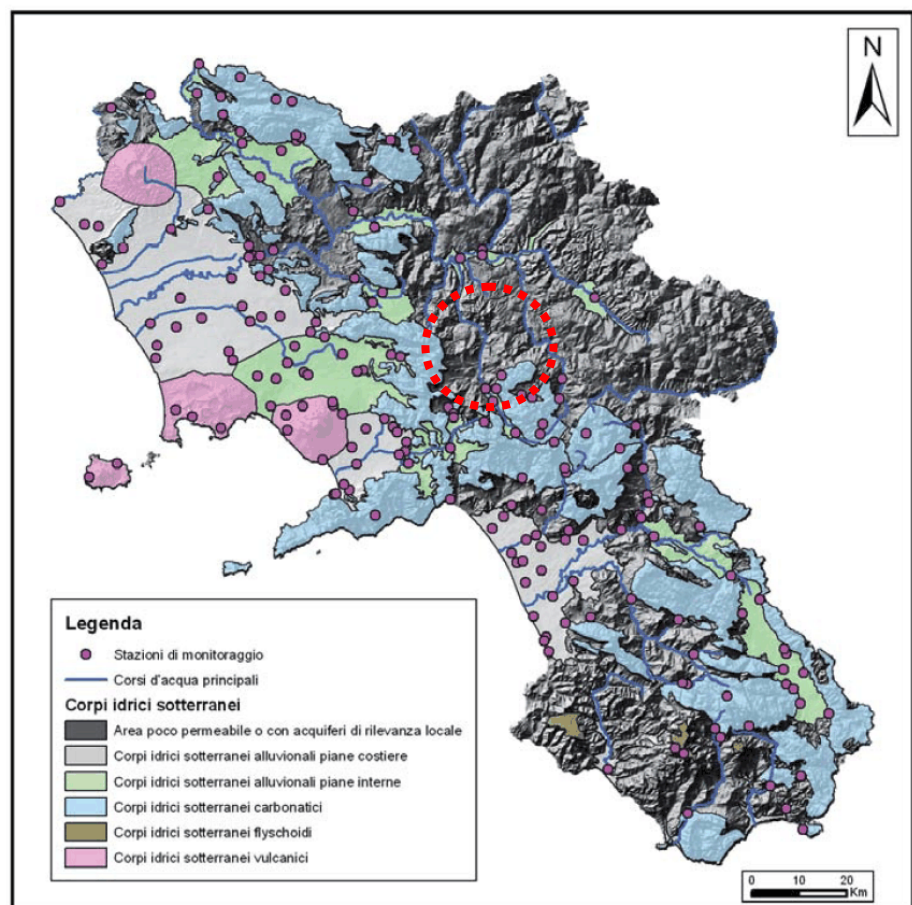 N
Legenda
Stazioni di monitoraggio
Corsi d'acqua principali
Corpi idrici sotterranei
Area poco permeabile o con acquiferi di rilevanza locale
Corpi idrici sotterranei alluvionali piane costiere
Corpi idrici sotterranei alluvionali piane interne
Corpi idrici sotterranei carbonatici
Corpi idrici sotterranei flyschoidi
Corpi idrici sotterranei vulcanici
0 10 20
Km